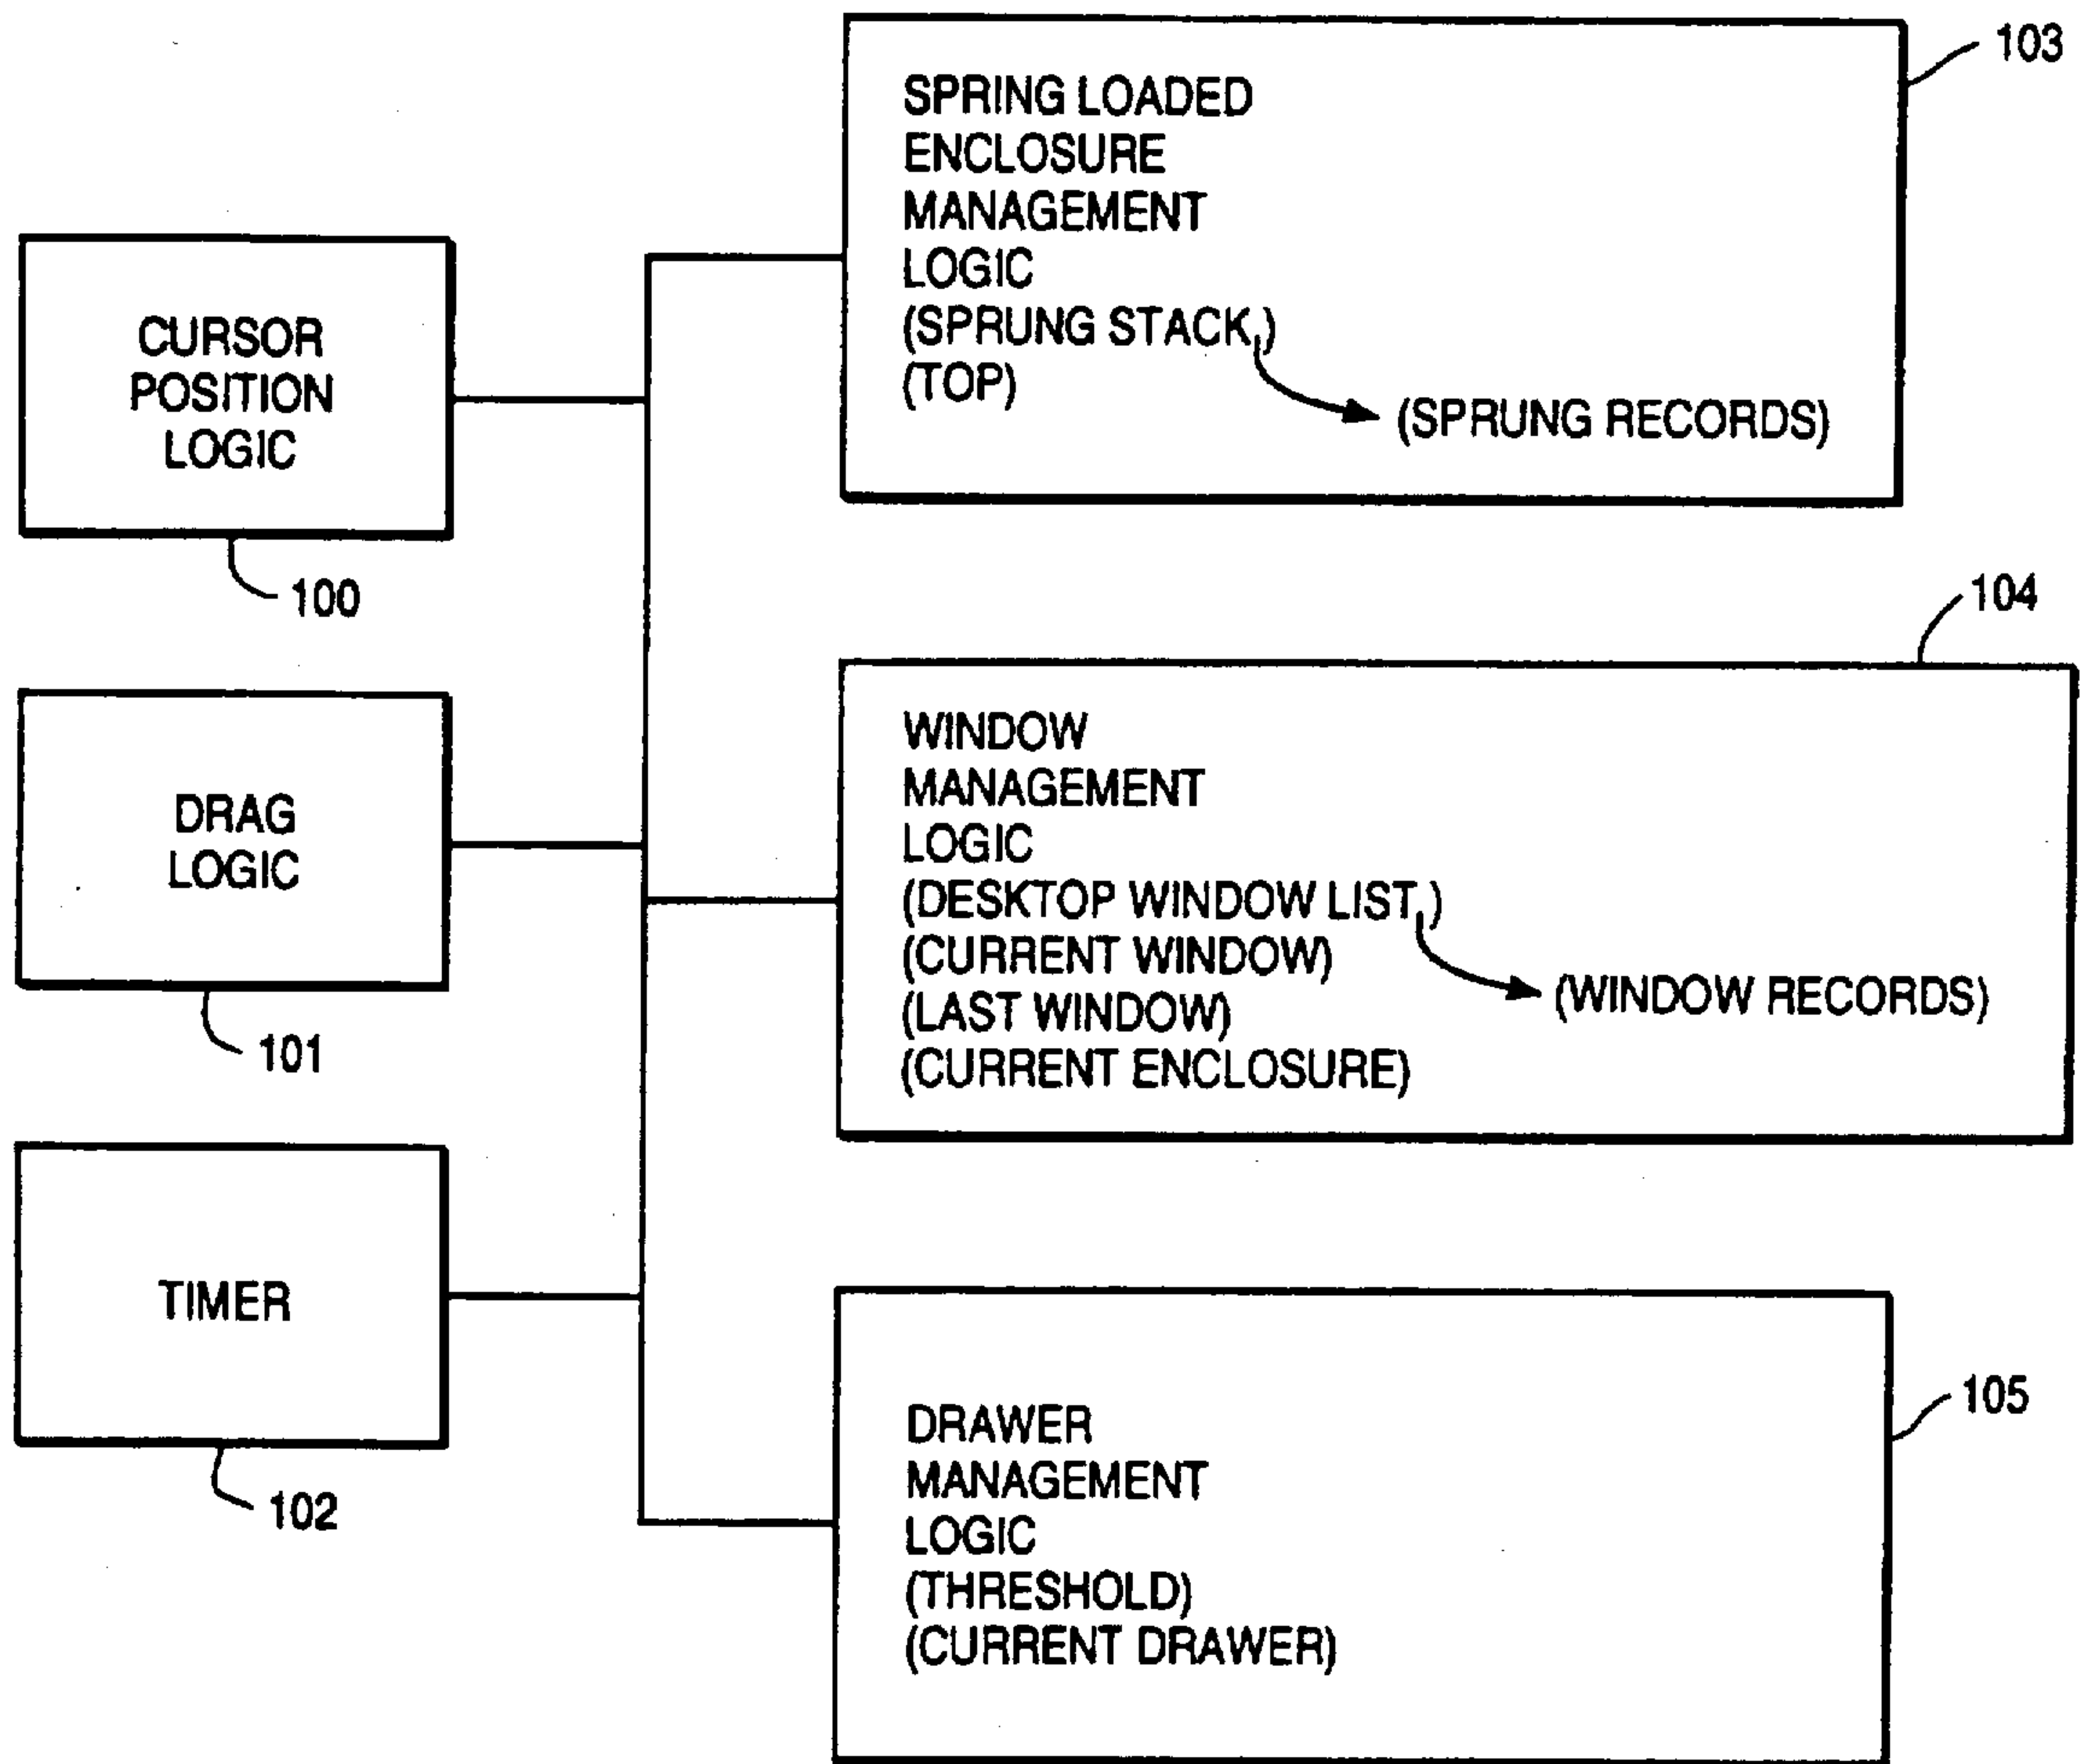 CURSOR
POSITION
LOGIC
100
DRAG
LOGIC
101
TIMER
102
103
SPRING LOADED
ENCLOSURE
MANAGEMENT
LOGIC
(SPRUNG STACK)
(TOP)
(SPRUNG RECORDS)
104
WINDOW
MANAGEMENT
LOGIC
(DESKTOP WINDOW LIST)
(CURRENT WINDOW)
(WINDOW RECORDS)
(LAST WINDOW)
(CURRENT ENCLOSURE)
105
DRAWER
MANAGEMENT
LOGIC
(THRESHOLD)
(CURRENT DRAWER)